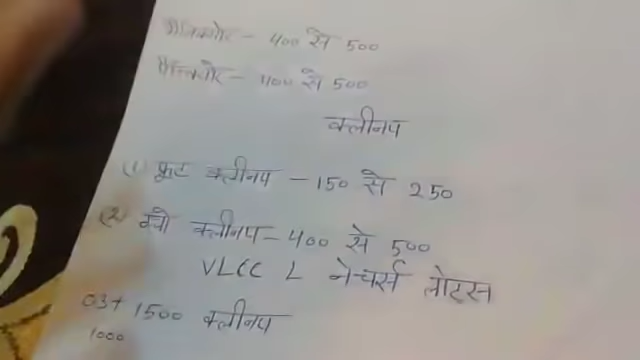 मेनिक्योर - 400 से 500
पैडिक्योर - 400 से 500
क्लीनप
(1) फ्रूट क्लीनप - 150 से 250
(2) ग्लो क्लीनप - 400 से 500
VLCC L नेचर्स लोटस
03+ 1500 क्लीनप
1000